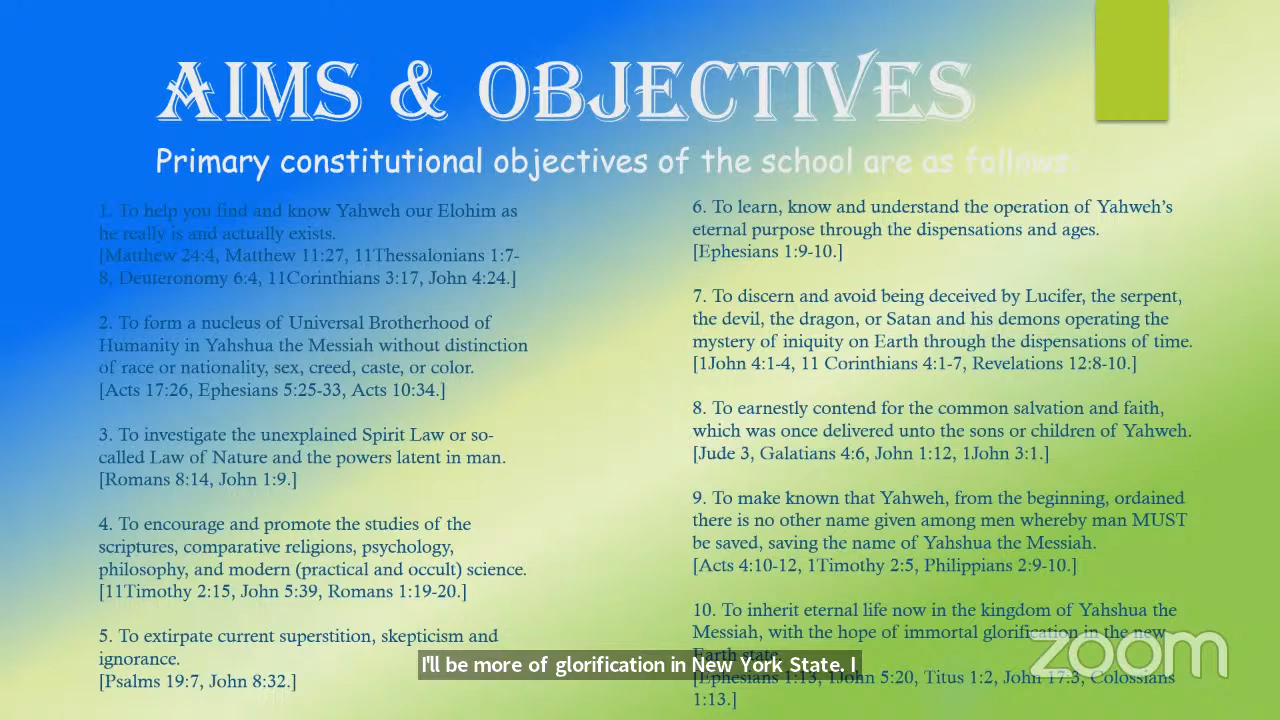 AIMS & OBJECTIVES
Primary constitutional objectives of the school are as follows:
1. To help you find and know Yahweh our Elohim as
he really is and actually exists.
[Matthew 24:4, Matthew 11:27, 11Thessalonians 1:7-
8, Deuteronomy 6:4, 11Corinthians 3:17, John 4:24.]
2. To form a nucleus of Universal Brotherhood of
Humanity in Yahshua the Messiah without distinction
of race or nationality, sex, creed, caste, or color.
[Acts 17:26, Ephesians 5:25-33, Acts 10:34.]
3. To investigate the unexplained Spirit Law or so-
called Law of Nature and the powers latent in man.
[Romans 8:14, John 1:9.]
4. To encourage and promote the studies of the
scriptures, comparative religions, psychology,
philosophy, and modern (practical and occult) science.
[11Timothy 2:15, John 5:39, Romans 1:19-20.]
5. To extirpate current superstition, skepticism and
ignorance.
[Psalms 19:7, John 8:32.]
6. To learn, know and understand the operation of Yahweh's
eternal purpose through the dispensations and ages.
[Ephesians 1:9-10.]
7. To discern and avoid being deceived by Lucifer, the serpent,
the devil, the dragon, or Satan and his demons operating the
mystery of iniquity on Earth through the dispensations of time.
[1John 4:1-4, 11 Corinthians 4:1-7, Revelations 12:8-10.]
8. To earnestly contend for the common salvation and faith,
which was once delivered unto the sons or children of Yahweh.
[Jude 3, Galatians 4:6, John 1:12, 1John 3:1.]
9. To make known that Yahweh, from the beginning, ordained
there is no other name given among men whereby man MUST
be saved, saving the name of Yahshua the Messiah.
[Acts 4:10-12, 1Timothy 2:5, Philippians 2:9-10.]
10. To inherit eternal life now in the kingdom of Yahshua the
Messiah, with the hope of immortal glorification in the new
Earth state.
[Ephesians 1:13, 1John 5:20, Titus 1:2, John 17:3, Colossians
1:13.]
I'll be more of glorification in New York State. I
zoom